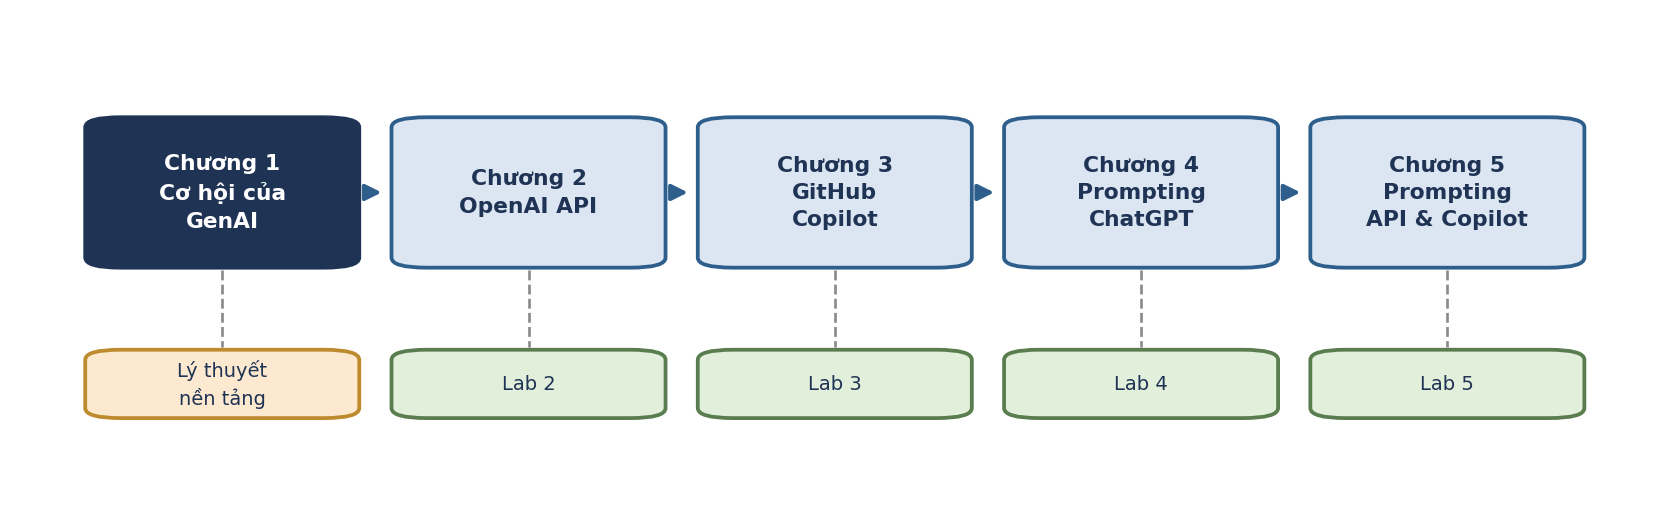 Chương 1
Cơ hội của
GenAI
Chương 2
OpenAI API
Chương 3
GitHub
Copilot
Chương 4
Prompting
ChatGPT
Chương 5
Prompting
API & Copilot
Lý thuyết
nền tảng
Lab 2
Lab 3
Lab 4
Lab 5